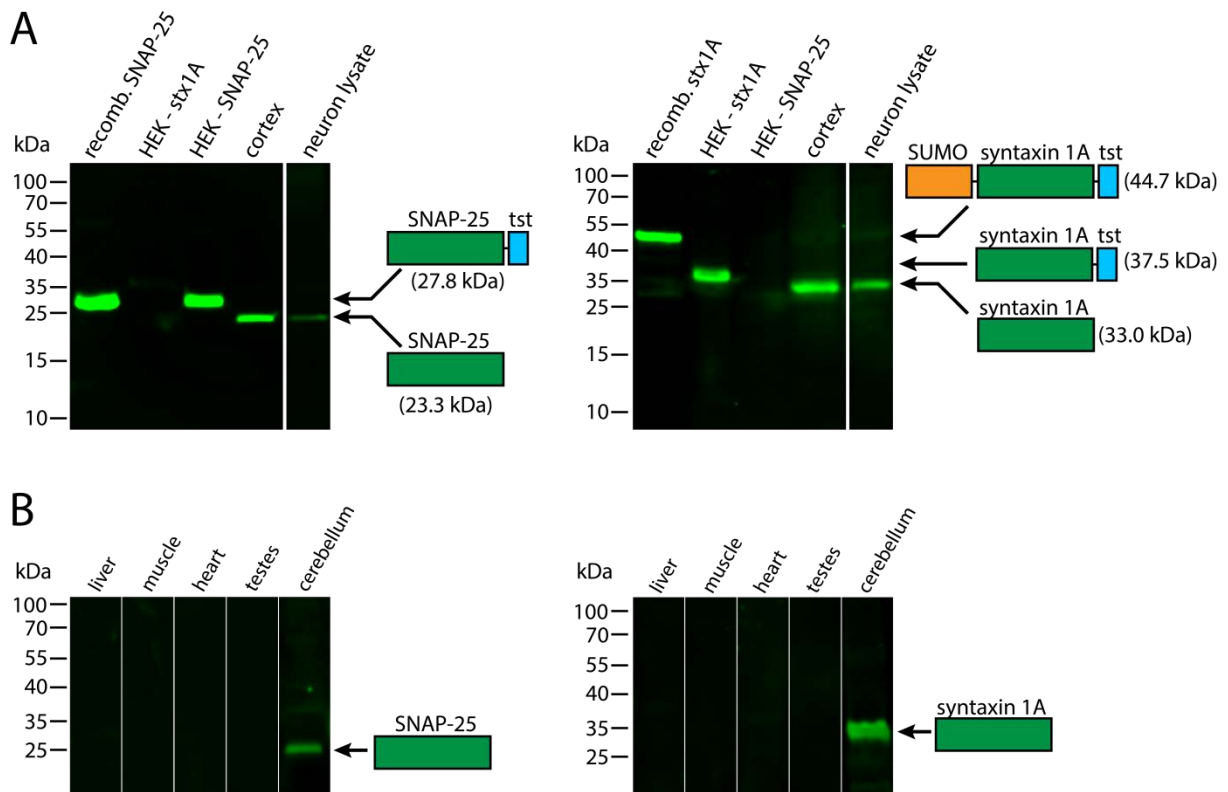 A
recomb. SNAP-25
HEK - stx1A
HEK - SNAP-25
cortex
neuron lysate
kDa
100
70
55
40
35
25
15
10
SNAP-25
tst
(27.8 kDa)
SNAP-25
(23.3 kDa)
recomb. stx1A
HEK - stx1A
HEK - SNAP-25
cortex
neuron lysate
kDa
100
70
55
40
35
25
15
10
SUMO syntaxin 1A tst
(44.7 kDa)
syntaxin 1A tst
(37.5 kDa)
syntaxin 1A
(33.0 kDa)
B
liver
muscle
heart
testes
cerebellum
kDa
100
70
55
40
35
25
SNAP-25
liver
muscle
heart
testes
cerebellum
kDa
100
70
55
40
35
25
syntaxin 1A